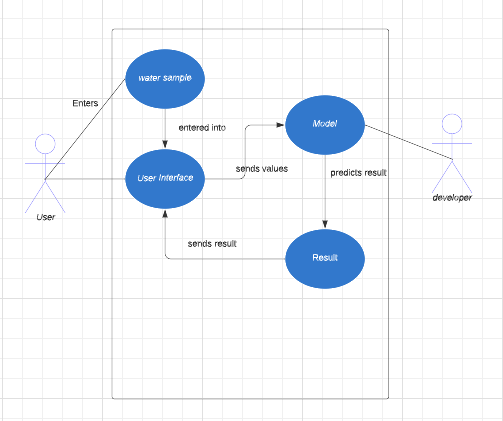 water sample
Enters
entered into
Model
User Interface
sends values
predicts result
User
developer
sends result
Result